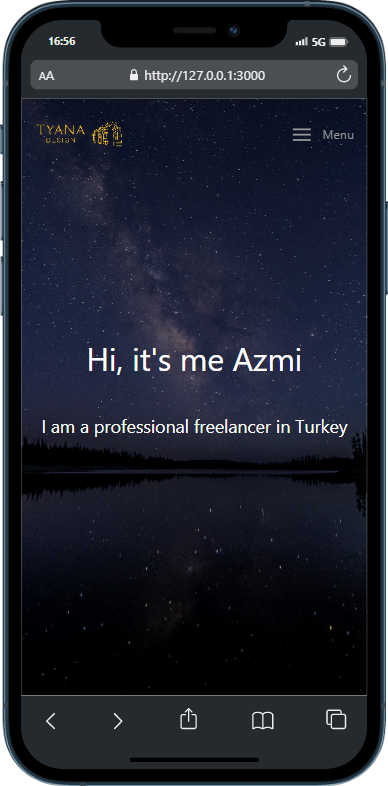 16:56
5G
AA
http://127.0.0.1:3000
TYANA
DESIGN
Menu
Hi, it's me Azmi
I am a professional freelancer in Turkey